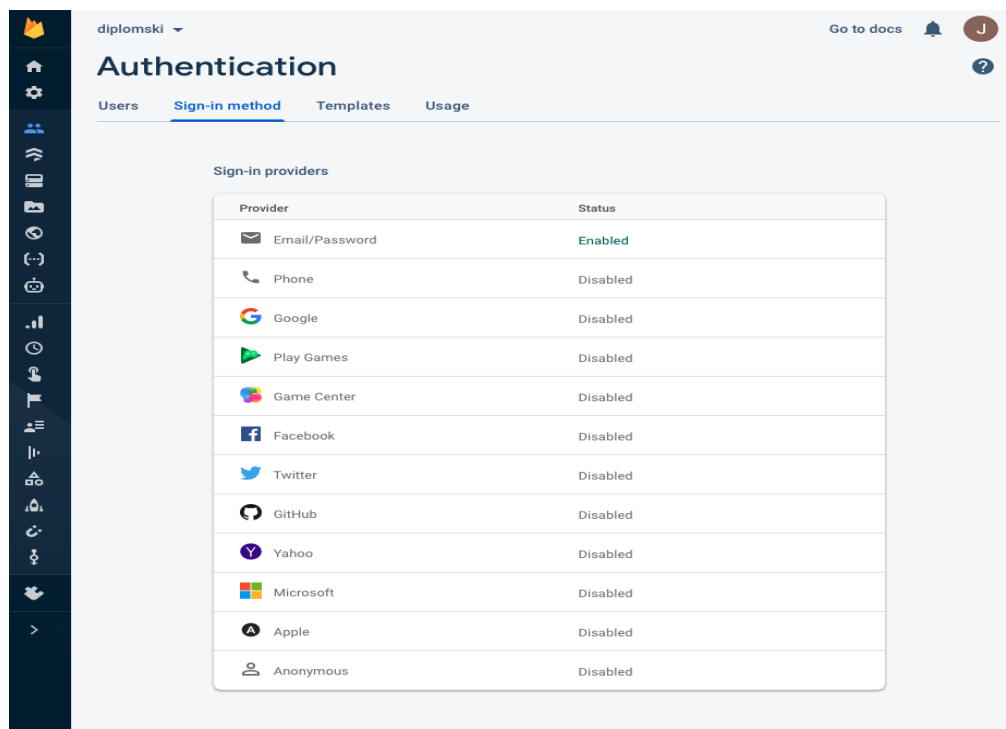 diplomski
Go to docs
J
Authentication
?
Users Sign-in method Templates Usage
Sign-in providers
Provider Status
Email/Password Enabled
Phone Disabled
Google Disabled
Play Games Disabled
Game Center Disabled
Facebook Disabled
Twitter Disabled
GitHub Disabled
Yahoo Disabled
Microsoft Disabled
Apple Disabled
Anonymous Disabled